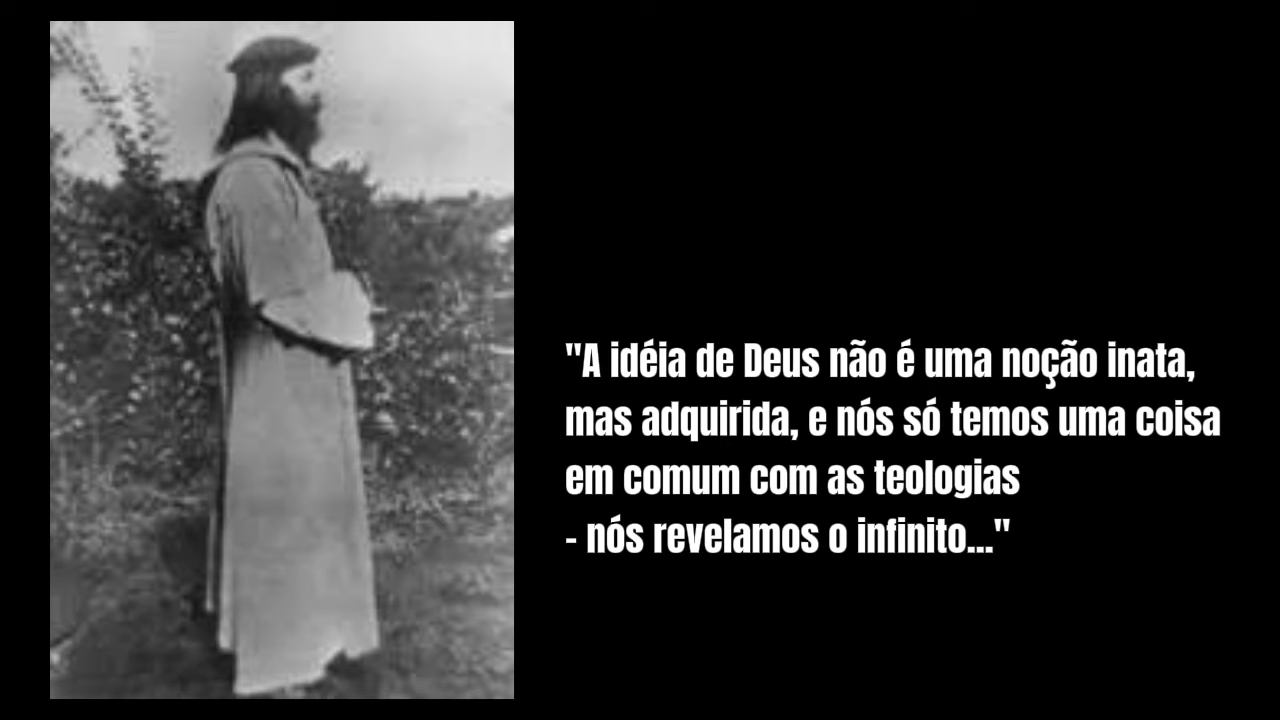 "A idéia de Deus não é uma noção inata,
mas adquirida, e nós só temos uma coisa
em comum com as teologias
- nós revelamos o infinito..."